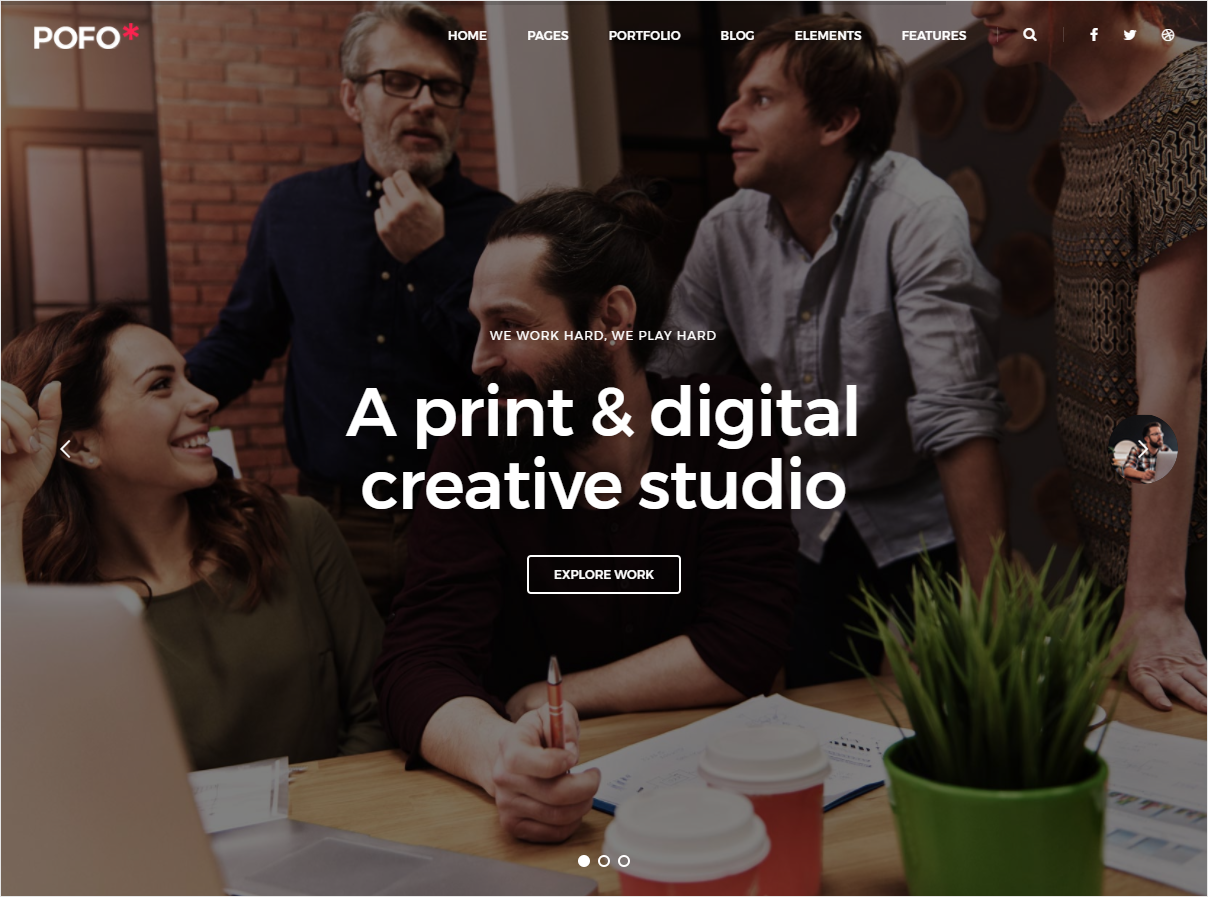 POFO*
HOME PAGES PORTFOLIO BLOG ELEMENTS FEATURES
WE WORK HARD, WE PLAY HARD
A print & digital
creative studio
EXPLORE WORK